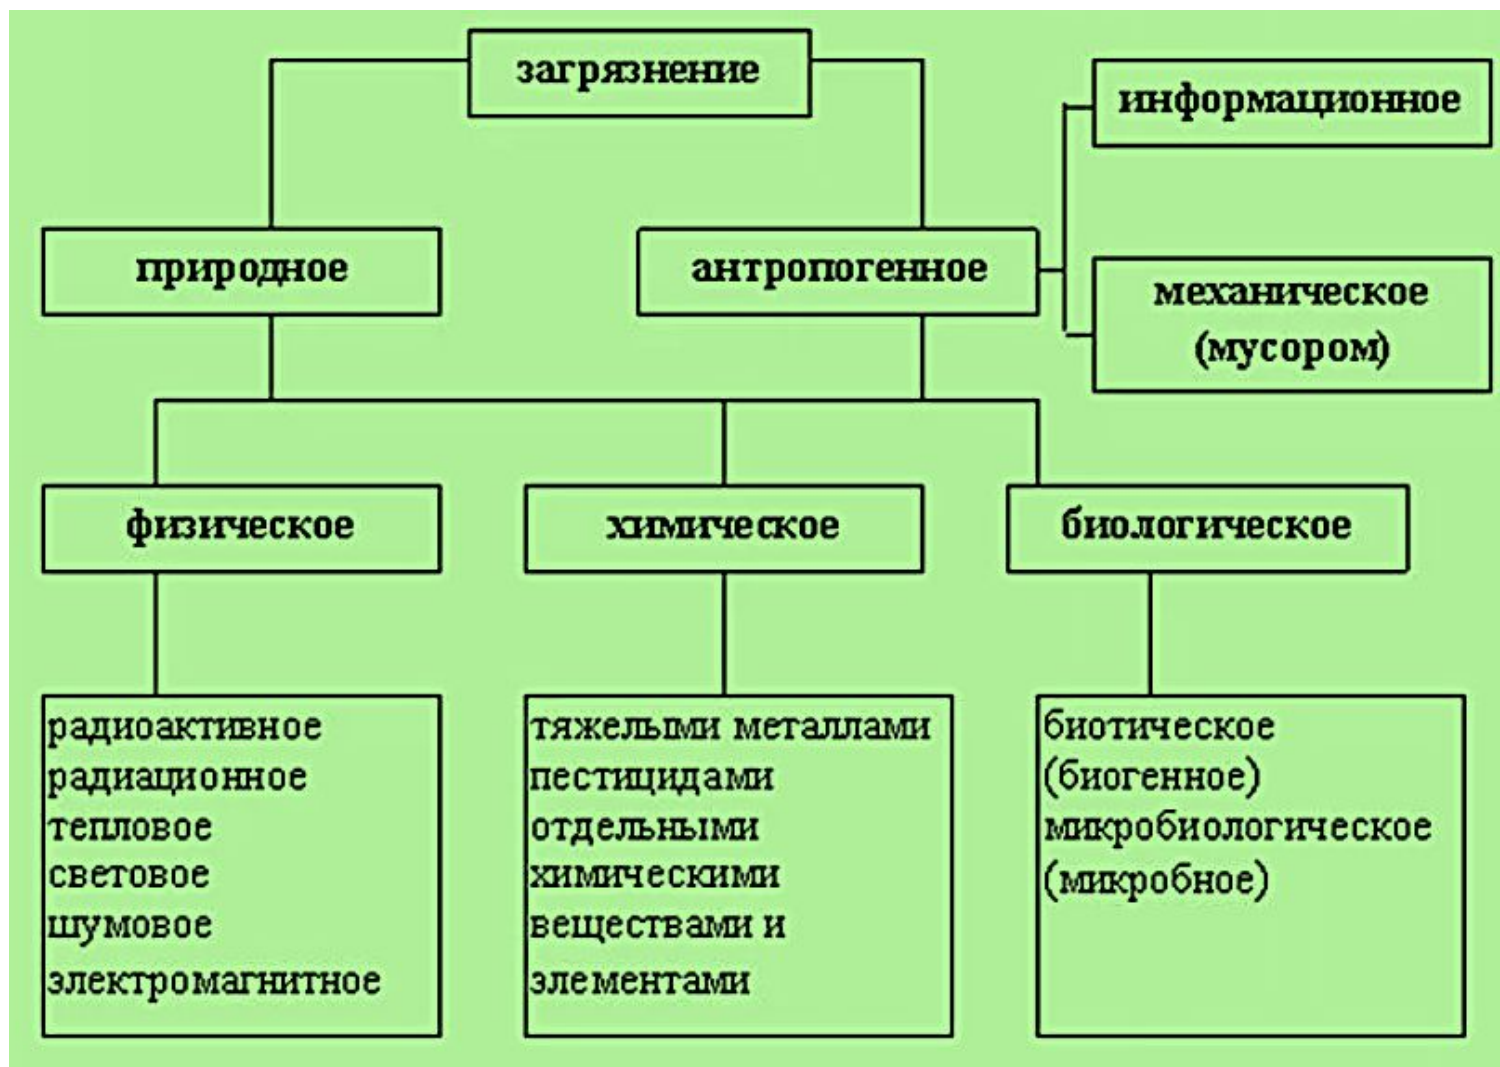 загрязнение
информационное
природное
антропогенное
механическое
(мусором)
физическое
химическое
биологическое
радиоактивное
радиационное
тепловое
световое
шумовое
электромагнитное
тяжелыми металлами
пестицидами
отдельными
химическими
веществами и
элементами
биотическое
(биогенное)
микробиологическое
(микробное)